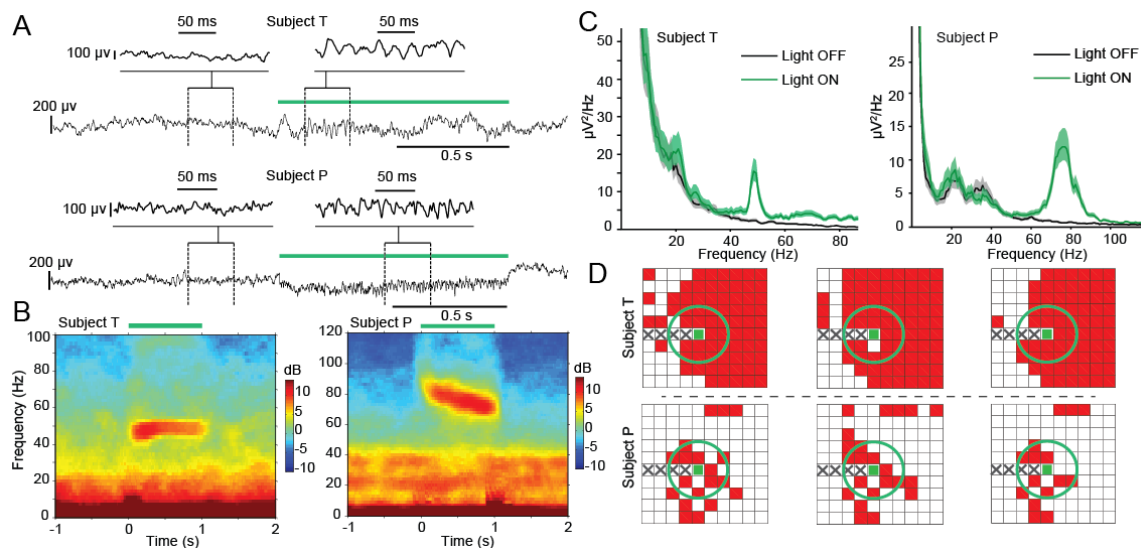 A
50 ms Subject T 50 ms
100 μv
200 μv
0.5 s
50 ms Subject P 50 ms
100 μv
200 μv
0.5 s
B
Subject T
Frequency (Hz)
100
80
60
40
20
0
-1 0 1 2
Time (s)
dB
10
5
0
-5
-10
Subject P
120
100
80
60
40
20
0
-1 0 1 2
Time (s)
dB
10
5
0
-5
-10
C
Subject T
Light OFF
Light ON
μV²/Hz
50
40
30
20
10
0
20 40 60 80
Frequency (Hz)
Subject P
Light OFF
Light ON
μV²/Hz
25
20
15
10
5
0
20 40 60 80 100
Frequency (Hz)
D
Subject T
Subject P